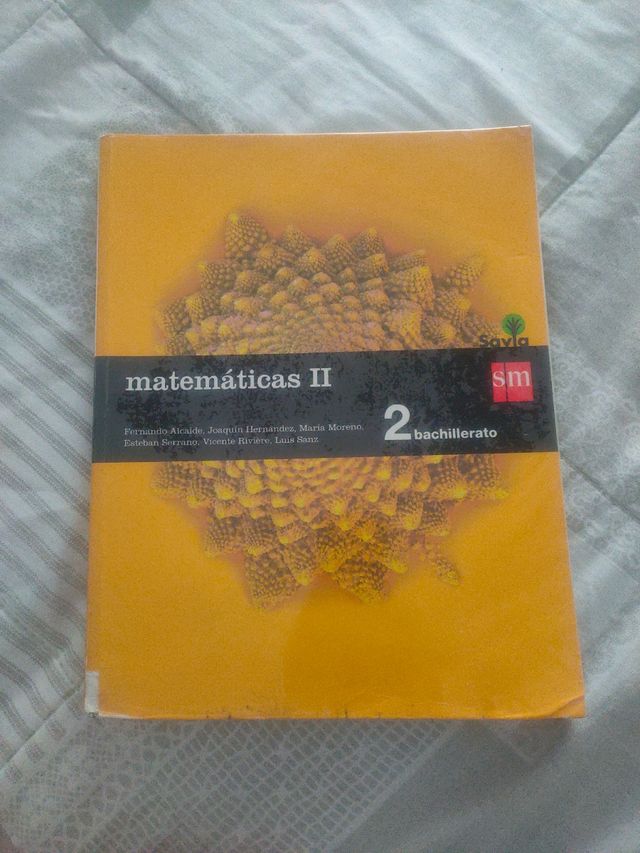 Savia
matemáticas II
sm
Fernando Alcaide, Joaquín Hernández, María Moreno,
Esteban Serrano, Vicente Rivière, Luis Sanz
2 bachillerato